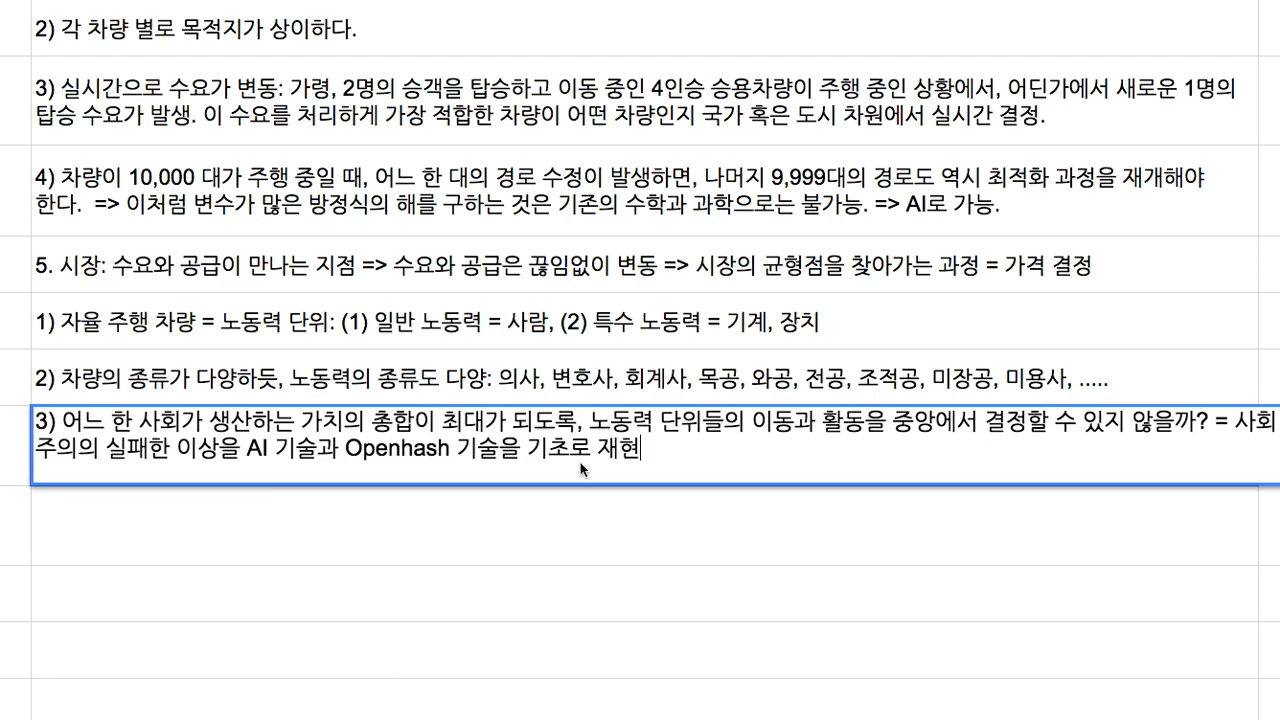 2) 각 차량 별로 목적지가 상이하다.
3) 실시간으로 수요가 변동: 가령, 2명의 승객을 탑승하고 이동 중인 4인승 승용차량이 주행 중인 상황에서, 어딘가에서 새로운 1명의
탑승 수요가 발생. 이 수요를 처리하게 가장 적합한 차량이 어떤 차량인지 국가 혹은 도시 차원에서 실시간 결정.
4) 차량이 10,000 대가 주행 중일 때, 어느 한 대의 경로 수정이 발생하면, 나머지 9,999대의 경로도 역시 최적화 과정을 재개해야
한다.  => 이처럼 변수가 많은 방정식의 해를 구하는 것은 기존의 수학과 과학으로는 불가능. => AI로 가능.
5. 시장: 수요와 공급이 만나는 지점 => 수요와 공급은 끊임없이 변동 => 시장의 균형점을 찾아가는 과정 = 가격 결정
1) 자율 주행 차량 = 노동력 단위: (1) 일반 노동력 = 사람, (2) 특수 노동력 = 기계, 장치
2) 차량의 종류가 다양하듯, 노동력의 종류도 다양: 의사, 변호사, 회계사, 목공, 와공, 전공, 조적공, 미장공, 미용사, .....
3) 어느 한 사회가 생산하는 가치의 총합이 최대가 되도록, 노동력 단위들의 이동과 활동을 중앙에서 결정할 수 있지 않을까? = 사회
주의의 실패한 이상을 AI 기술과 Openhash 기술을 기초로 재현